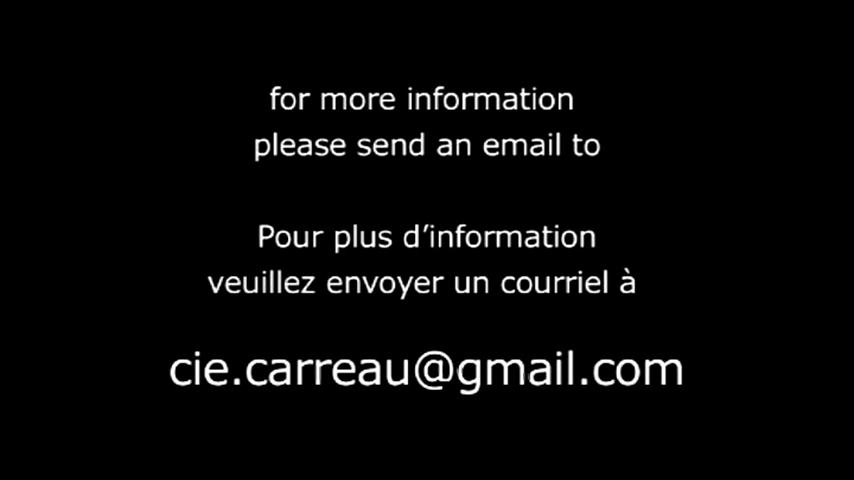 for more information
please send an email to
Pour plus d’information
veuillez envoyer un courriel à
cie.carreau@gmail.com